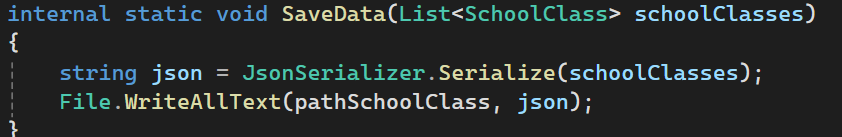 internal static void SaveData(List<SchoolClass> schoolClasses)
{
string json = JsonSerializer.Serialize(schoolClasses);
File.WriteAllText(pathSchoolClass, json);
}